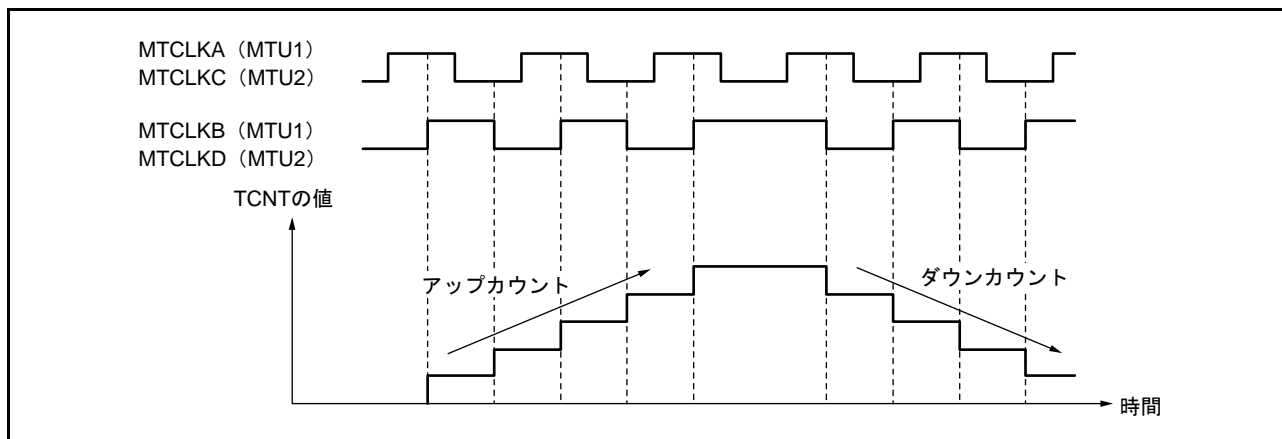 MTCLKA（MTU1）
MTCLKC（MTU2）
MTCLKB（MTU1）
MTCLKD（MTU2）
TCNTの値
アップカウント
ダウンカウント
時間